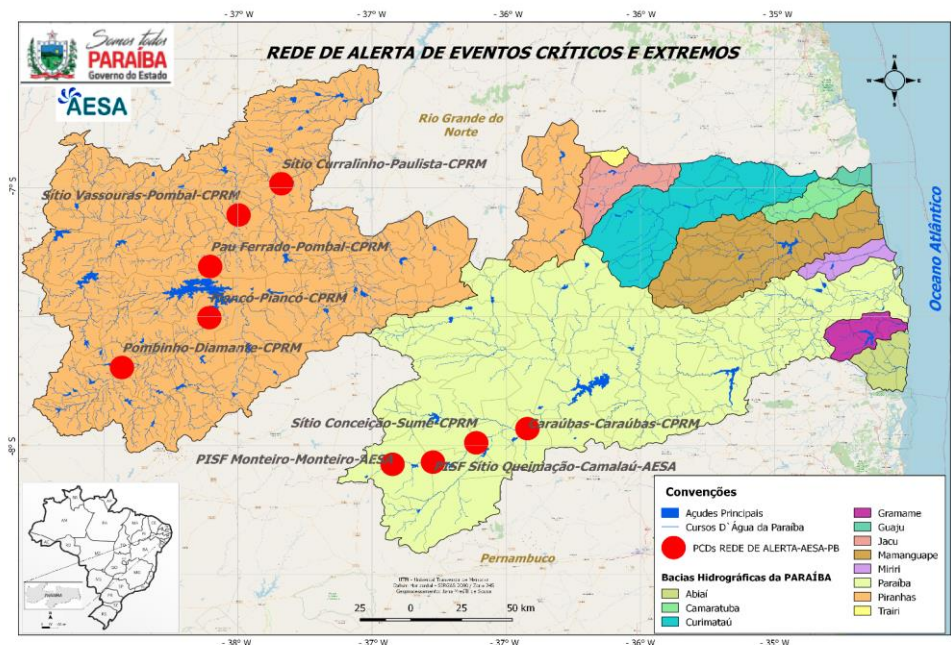 - 37° W
- 37° W
- 36° W
- 35° W
Somos todos
PARAÍBA
Governo do Estado
AESA
REDE DE ALERTA DE EVENTOS CRÍTICOS E EXTREMOS
Rio Grande do
Norte
Sítio Curralinho-Paulista-CPRM
-7° S
-7° S
Sítio Vassouras-Pombal-CPRM
Pau Ferrado-Pombal-CPRM
Piancó-Piancó-CPRM
Pombinho-Diamante-CPRM
Oceano Atlântico
Sítio Conceição-Sumé-CPRM
Caraúbas-Caraúbas-CPRM
-8° S
-8° S
PISF Monteiro-Monteiro-AESA
PISF Sítio Queimação-Camalaú-AESA
Pernambuco
25
0
25
50 km
Convenções
Açudes Principais
Cursos D`Água da Paraíba
PCDs REDE DE ALERTA-AESA-PB
Bacias Hidrográficas da PARAÍBA
Abiaí
Camaratuba
Curimataú
Gramame
Guaju
Jacu
Mamanguape
Miriri
Paraíba
Piranhas
Trairi
- 38° W
- 37° W
- 36° W
- 35° W